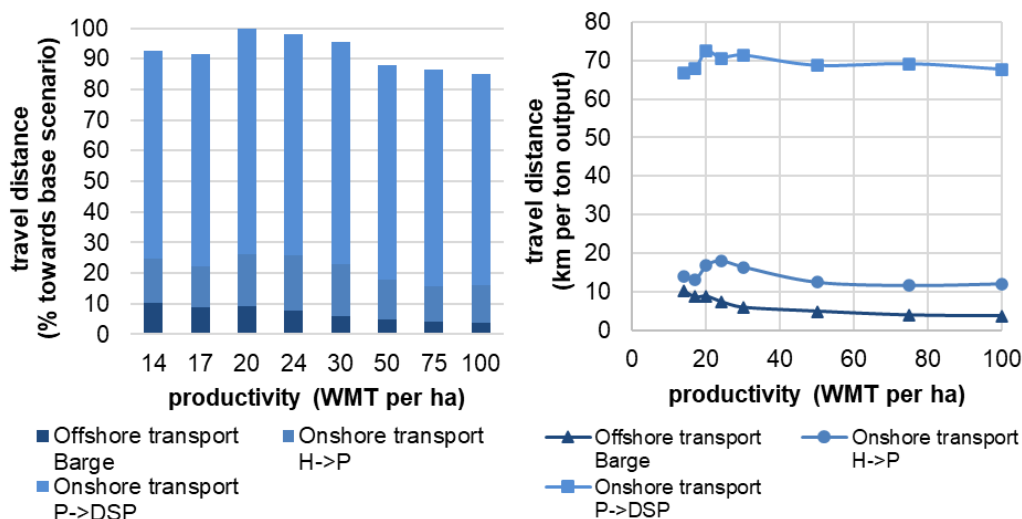 travel distance
(% towards base scenario)
100
90
80
70
60
50
40
30
20
10
0
14 17 20 24 30 50 75 100
productivity (WMT per ha)
Offshore transport
Barge
Onshore transport
H->P
Onshore transport
P->DSP
travel distance
(km per ton output)
80
70
60
50
40
30
20
10
0
0 20 40 60 80 100
productivity (WMT per ha)
Offshore transport
Barge
Onshore transport
H->P
Onshore transport
P->DSP